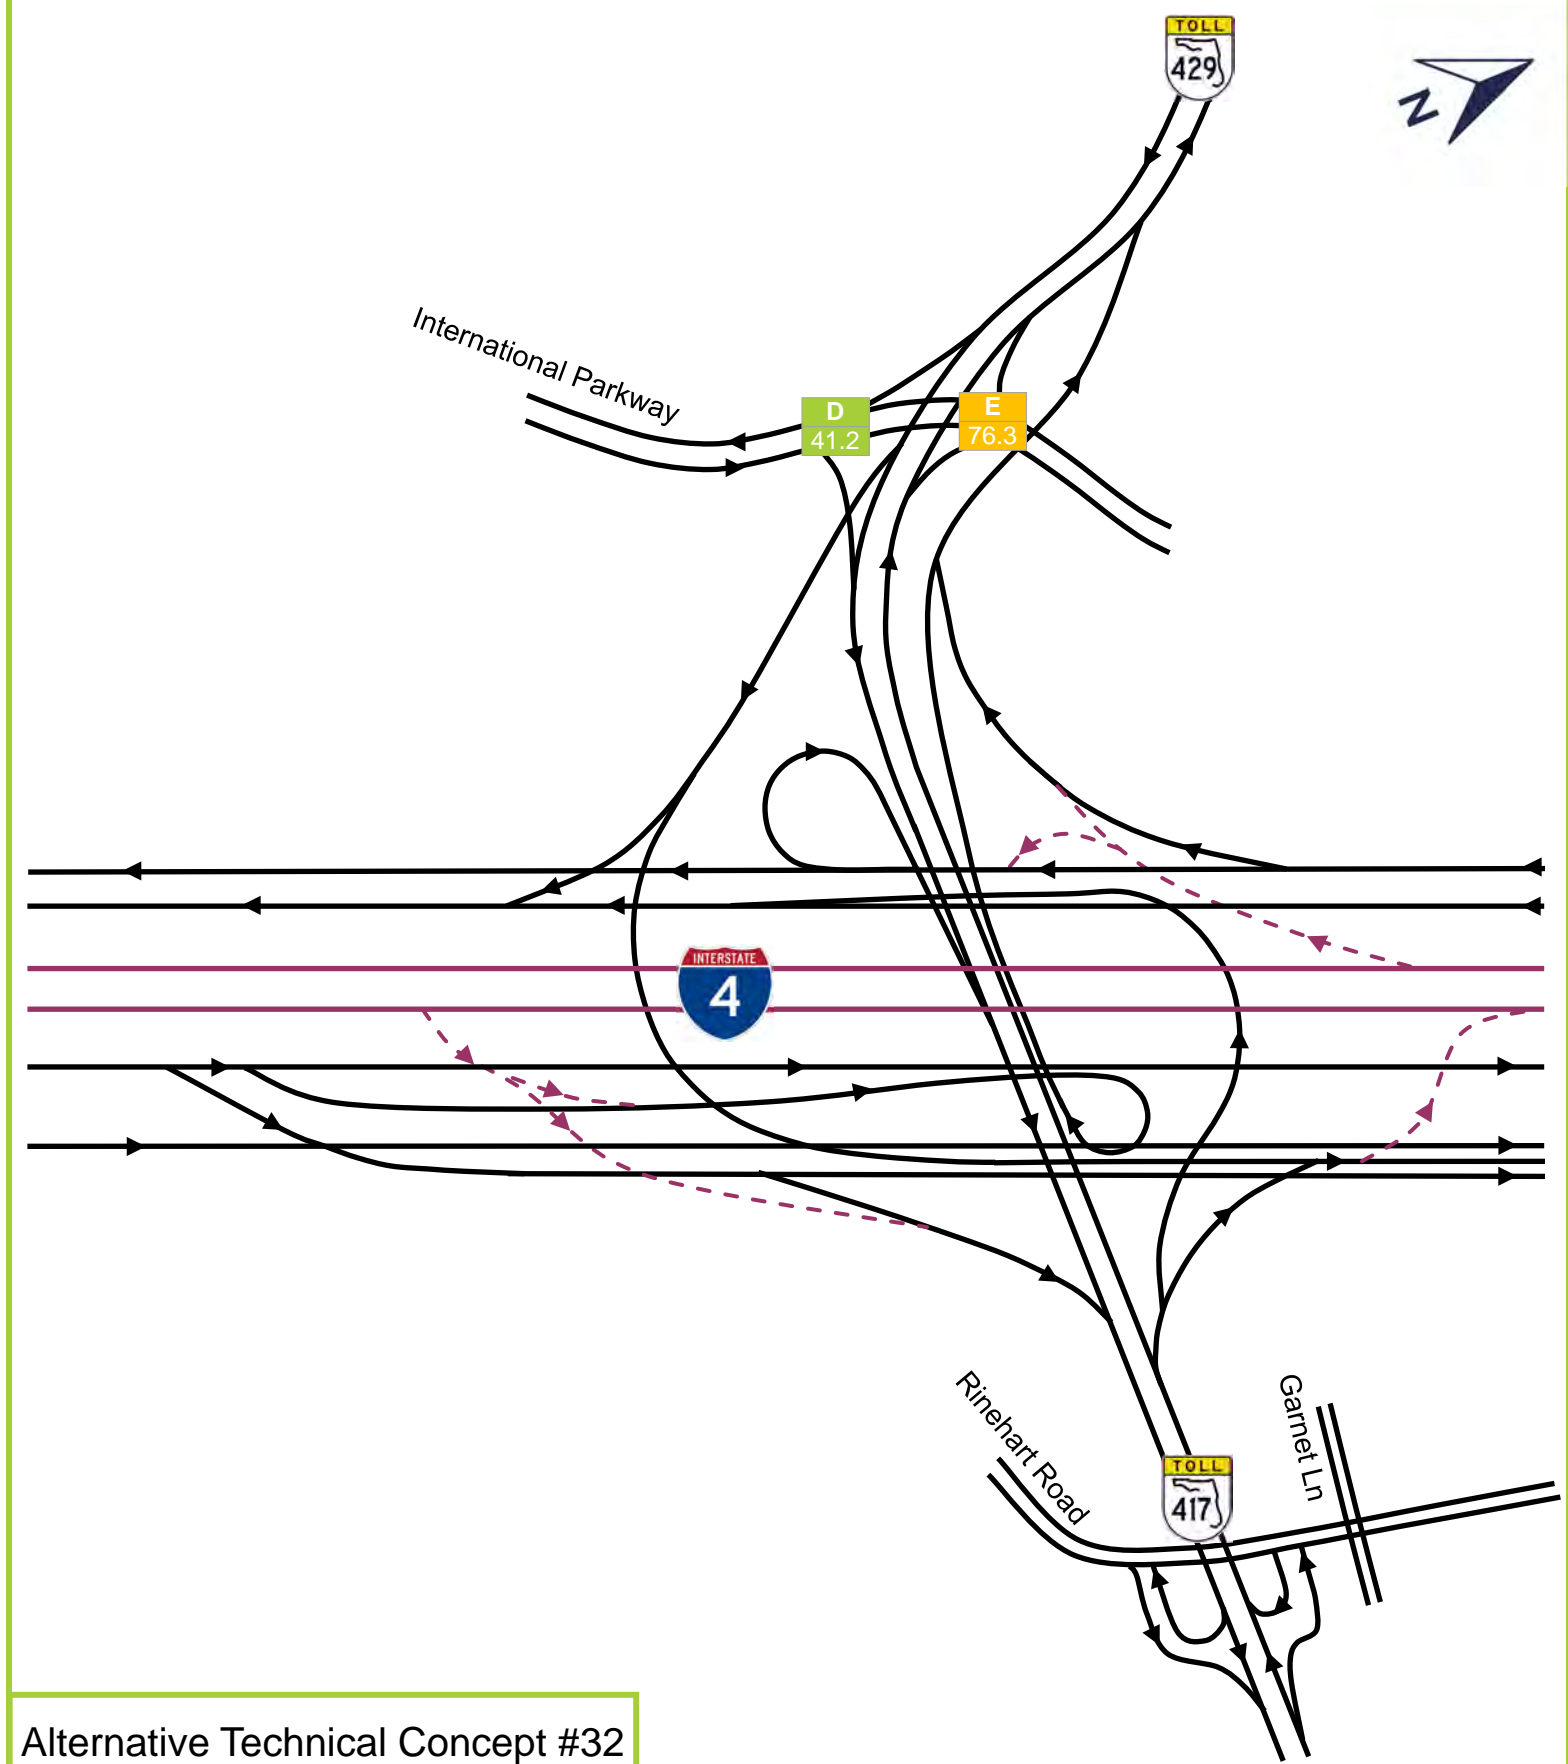 TOLL
429
N
International Parkway
D
41.2
E
76.3
INTERSTATE
4
Rinehart Road
Garnet Ln
TOLL
417
Alternative Technical Concept #32